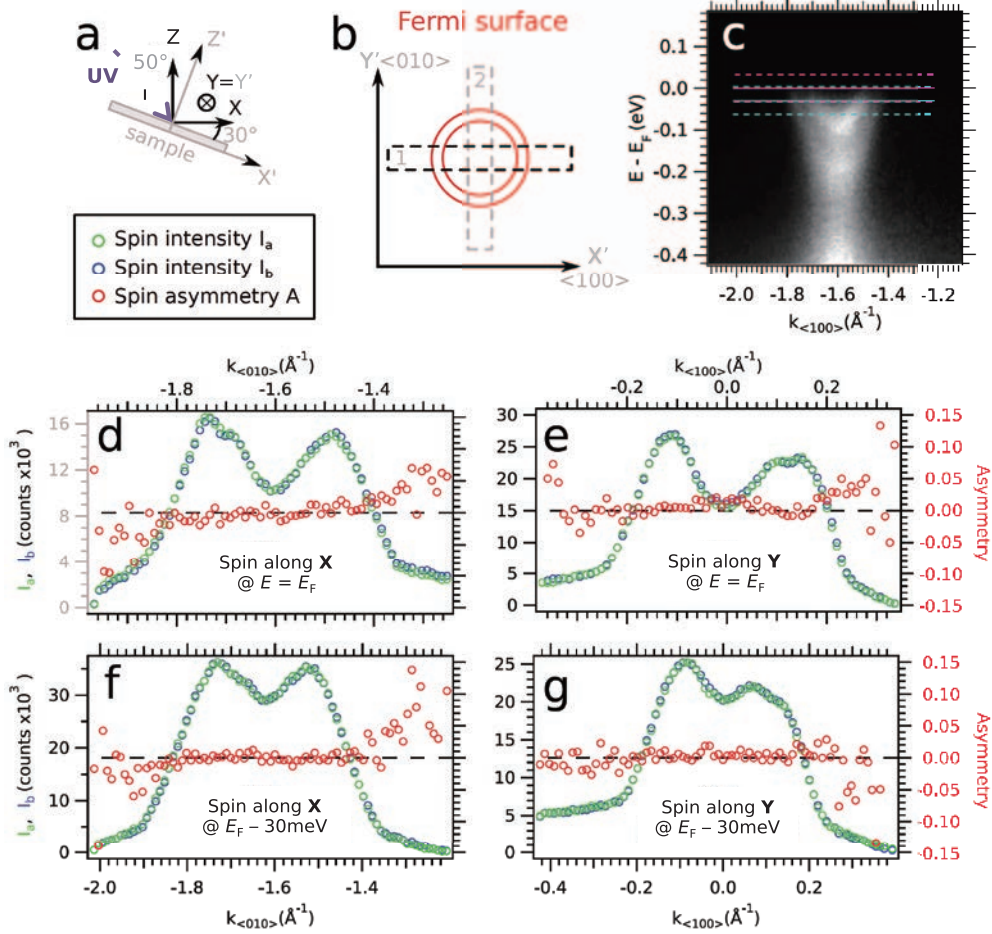 a
Z
Z'
50°
UV
Y=Y'
I
X
30°
sample
X'
b
Fermi surface
Y'<010>
2
1
X'
<100>
c
E - E_F (eV)
0.1
0.0
-0.1
-0.2
-0.3
-0.4
-2.0 -1.8 -1.6 -1.4 -1.2
k<100>(Å⁻¹)
Spin intensity Iₐ
Spin intensity I_b
Spin asymmetry A
k<010>(Å⁻¹)
-1.8 -1.6 -1.4
d
Iₐ, I_b (counts x10³)
16
12
8
4
0
Spin along X
@ E = E_F
k<100>(Å⁻¹)
-0.2 0.0 0.2
e
30
25
20
15
10
5
0
Spin along Y
@ E = E_F
0.15
0.10
0.05
0.00
-0.05
-0.10
-0.15
Asymmetry
f
Iₐ, I_b (counts x10³)
30
20
10
0
Spin along X
@ E_F – 30meV
-2.0 -1.8 -1.6 -1.4
k<010>(Å⁻¹)
g
25
20
15
10
5
0
Spin along Y
@ E_F – 30meV
-0.4 -0.2 0.0 0.2
k<100>(Å⁻¹)
0.15
0.10
0.05
0.00
-0.05
-0.10
-0.15
Asymmetry